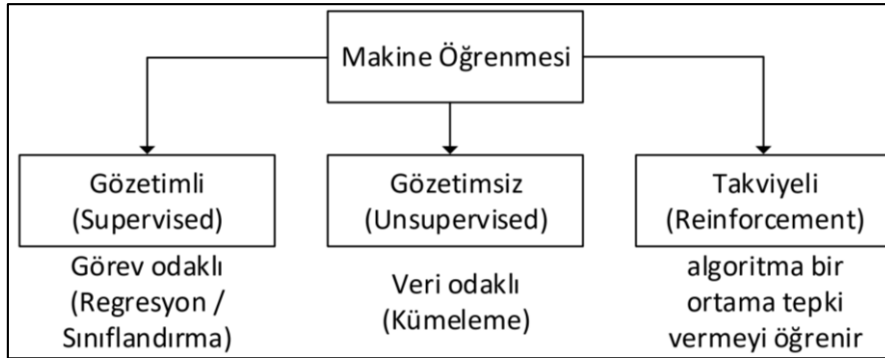 Makine Öğrenmesi
Gözetimli
(Supervised)
Görev odaklı
(Regresyon /
Sınıflandırma)
Gözetimsiz
(Unsupervised)
Veri odaklı
(Kümeleme)
Takviyeli
(Reinforcement)
algoritma bir
ortama tepki
vermeyi öğrenir